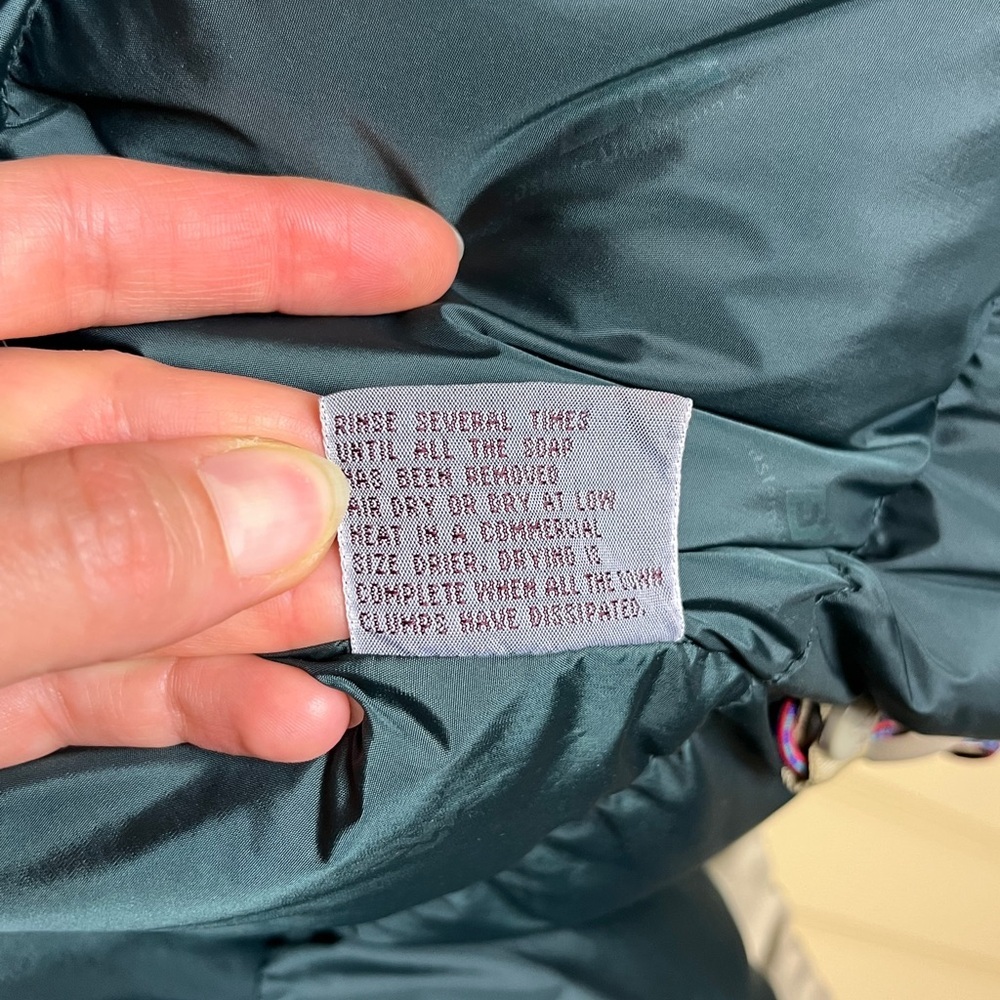 RINSE SEVERAL TIMES
UNTIL ALL THE SOAP
HAS BEEN REMOVED
AIR DRY OR DRY AT LOW
HEAT IN A COMMERCIAL
SIZE DRIER. DRYING IS
COMPLETE WHEN ALL THE DOWN
CLUMPS HAVE DISSIPATED.